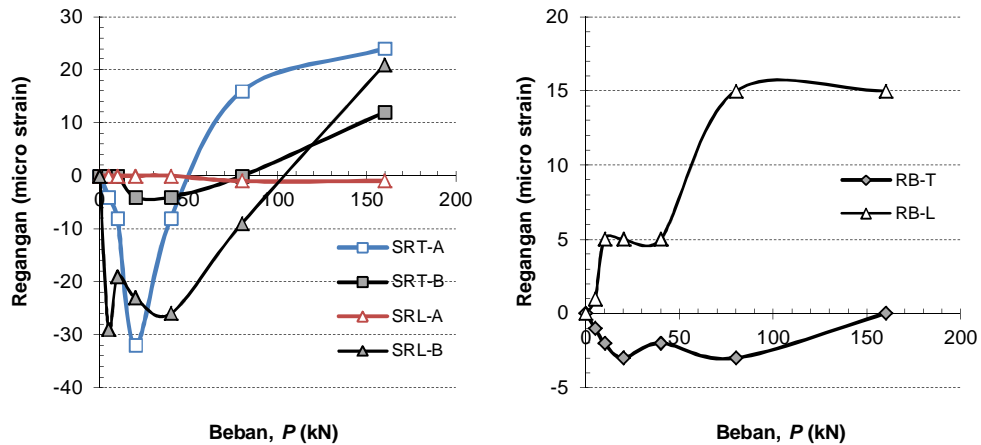 30
20
10
0
-10
-20
-30
-40
0
50
100
150
200
Regangan (micro strain)
Beban, P (kN)
SRT-A
SRT-B
SRL-A
SRL-B
20
15
10
5
0
-5
0
50
100
150
200
Regangan (micro strain)
Beban, P (kN)
RB-T
RB-L